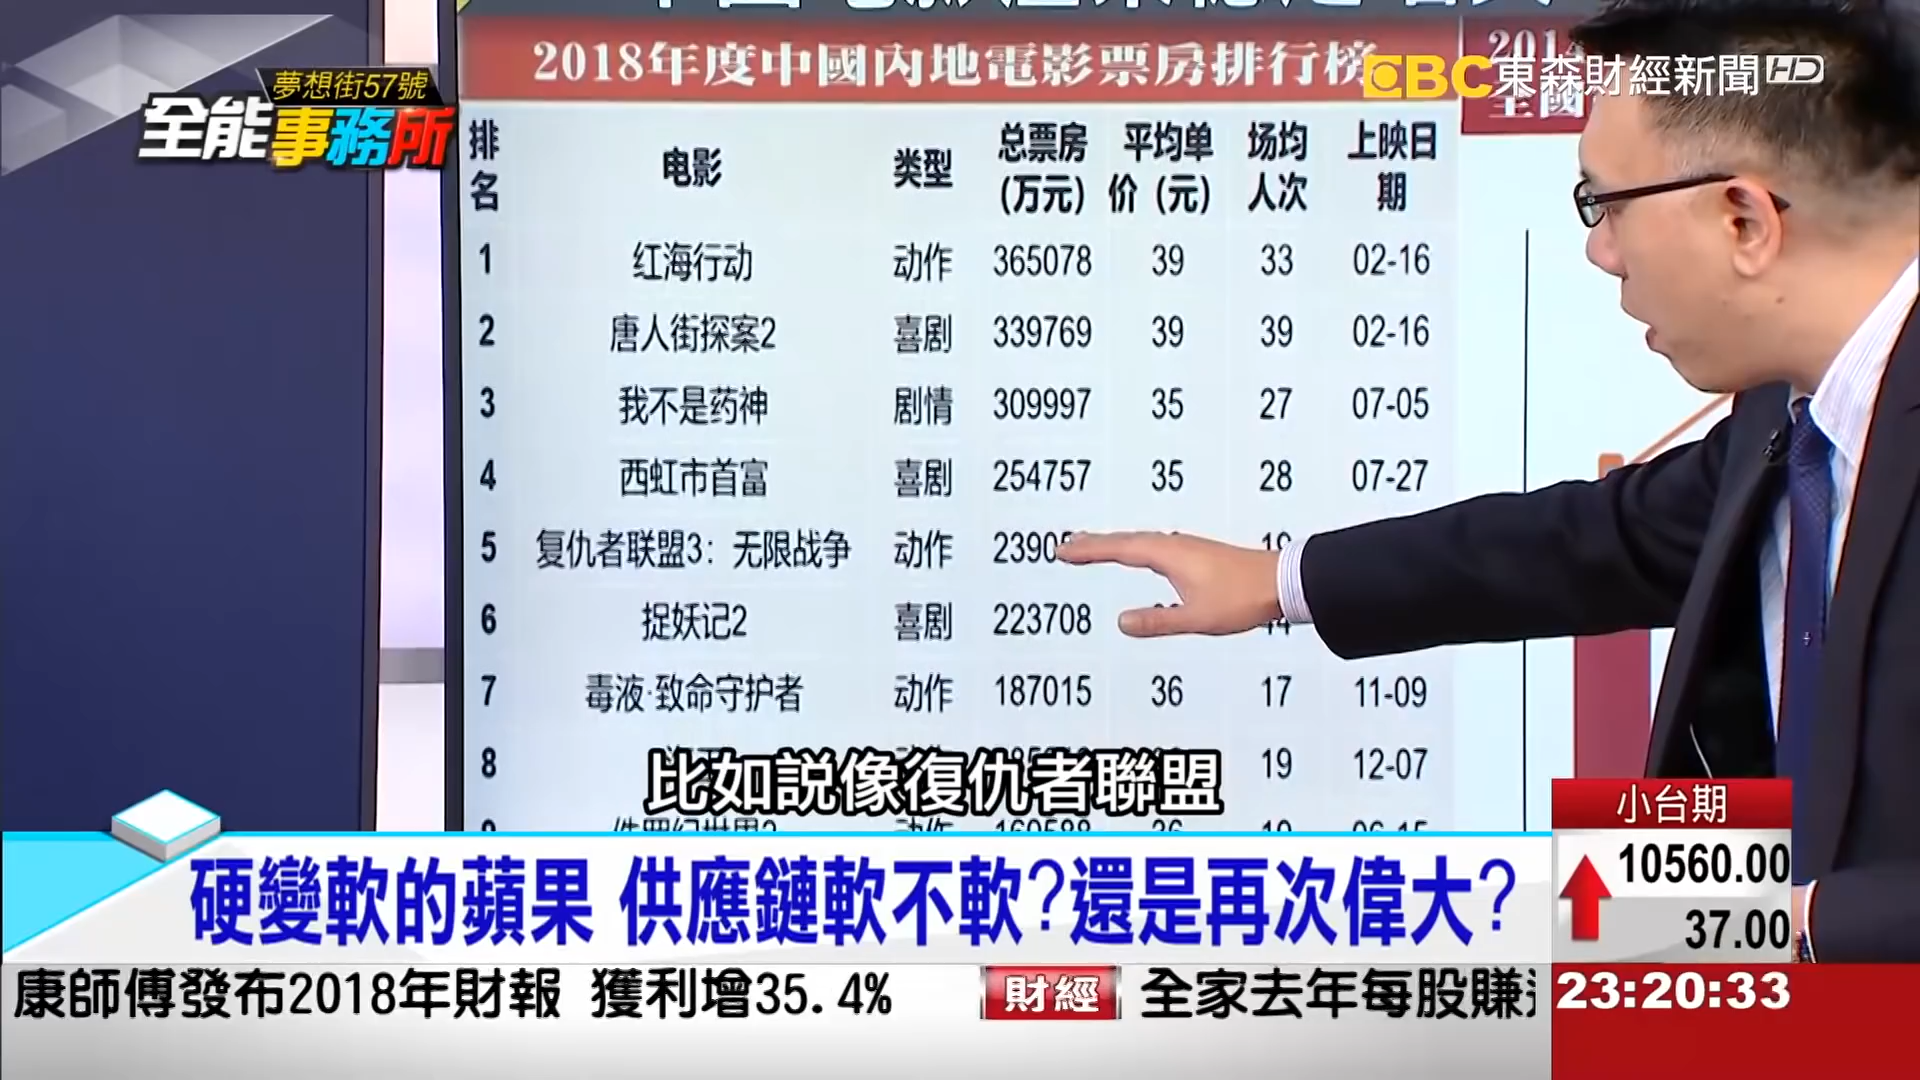 2018年度中國內地電影票房排行榜
EBC東森財經新聞HD
夢想街57號
全能事務所
2014
全國
排名 电影 类型 总票房(万元) 平均单价（元） 场均人次 上映日期
1 红海行动 动作 365078 39 33 02-16
2 唐人街探案2 喜剧 339769 39 39 02-16
3 我不是药神 剧情 309997 35 27 07-05
4 西虹市首富 喜剧 254757 35 28 07-27
5 复仇者联盟3：无限战争 动作 2390
6 捉妖记2 喜剧 223708
7 毒液·致命守护者 动作 187015 36 17 11-09
8 19 12-07
比如説像復仇者聯盟
硬變軟的蘋果 供應鏈軟不軟?還是再次偉大?
小台期
10560.00
37.00
康師傅發布2018年財報 獲利增35.4% 財經 全家去年每股賺
23:20:33